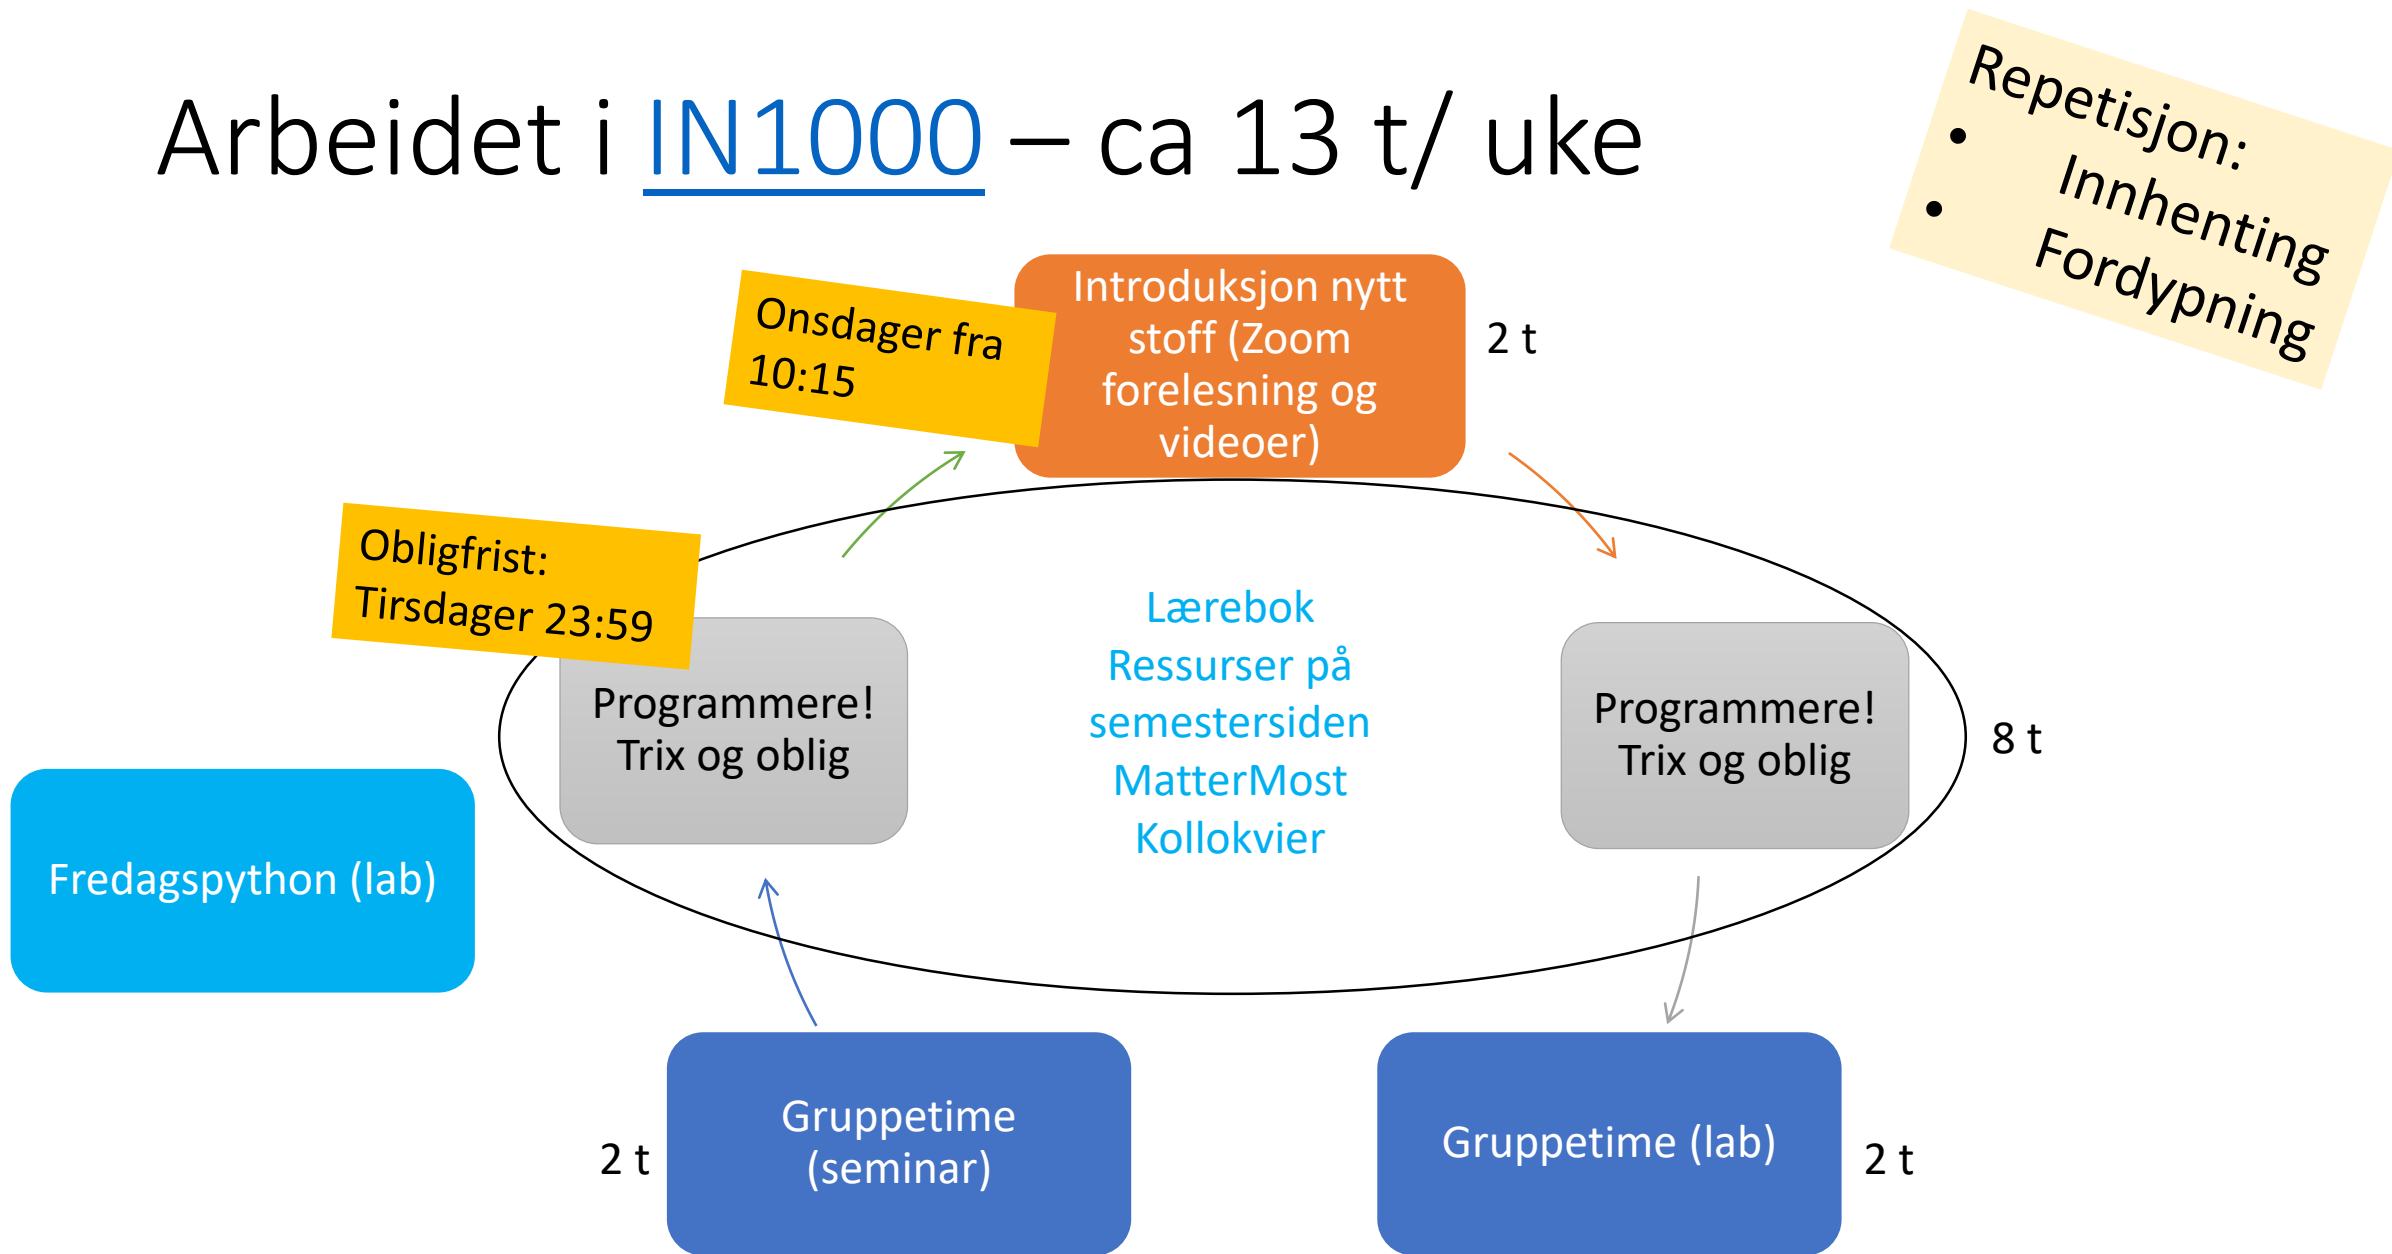 Arbeidet i IN1000 – ca 13 t/ uke
Repetisjon:
• Innhenting
• Fordypning
Onsdager fra
10:15
Introduksjon nytt
stoff (Zoom
forelesning og
videoer)
2 t
Obligfrist:
Tirsdager 23:59
Programmere!
Trix og oblig
Lærebok
Ressurser på
semestersiden
MatterMost
Kollokvier
Programmere!
Trix og oblig
8 t
Fredagspython (lab)
2 t
Gruppetime
(seminar)
Gruppetime (lab)
2 t